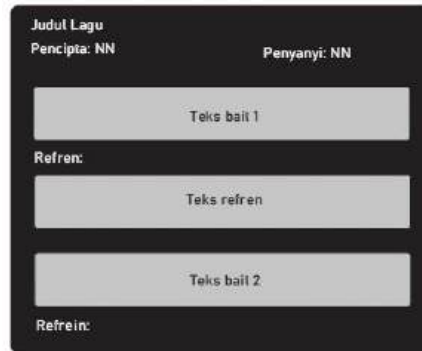 Judul Lagu
Pencipta: NN
Penyanyi: NN
Teks bait 1
Refren:
Teks refren
Teks bait 2
Refrein: